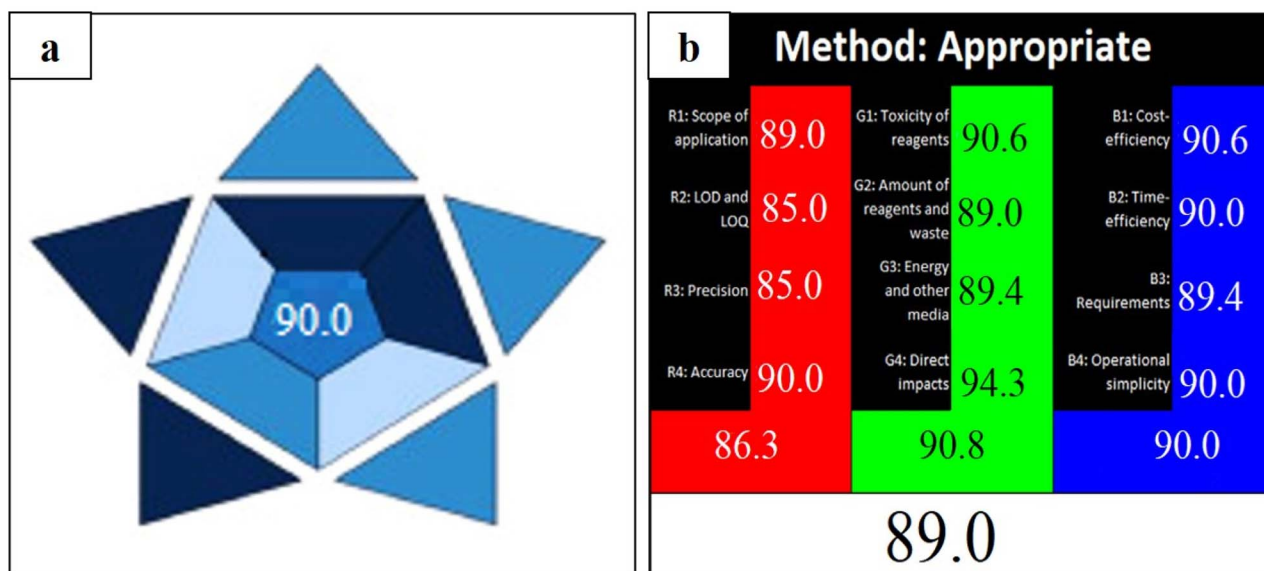 a
90.0
b
Method: Appropriate
R1: Scope of
application
89.0
G1: Toxicity of
reagents
90.6
B1: Cost-
efficiency
90.6
R2: LOD and
LOQ
85.0
G2: Amount of
reagents and
waste
89.0
B2: Time-
efficiency
90.0
R3: Precision
85.0
G3: Energy
and other
media
89.4
B3:
Requirements
89.4
R4: Accuracy
90.0
G4: Direct
impacts
94.3
B4: Operational
simplicity
90.0
86.3
90.8
90.0
89.0